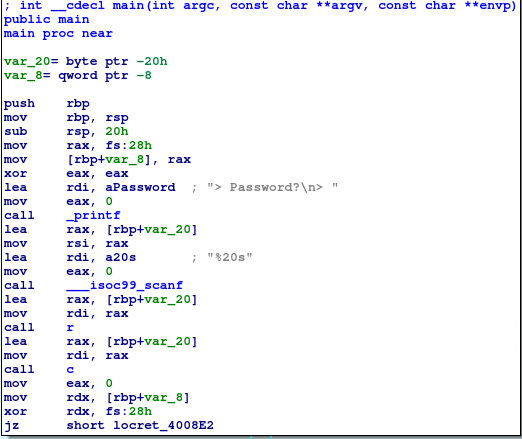 ; int __cdecl main(int argc, const char **argv, const char **envp)
public main
main proc near
var_20= byte ptr -20h
var_8= qword ptr -8
push rbp
mov rbp, rsp
sub rsp, 20h
mov rax, fs:28h
mov [rbp+var_8], rax
xor eax, eax
lea rdi, aPassword ; "> Password?\n> "
mov eax, 0
call _printf
lea rax, [rbp+var_20]
mov rsi, rax
lea rdi, a20s ; "%20s"
mov eax, 0
call ___isoc99_scanf
lea rax, [rbp+var_20]
mov rdi, rax
call r
lea rax, [rbp+var_20]
mov rdi, rax
call c
mov eax, 0
mov rdx, [rbp+var_8]
xor rdx, fs:28h
jz short locret_4008E2